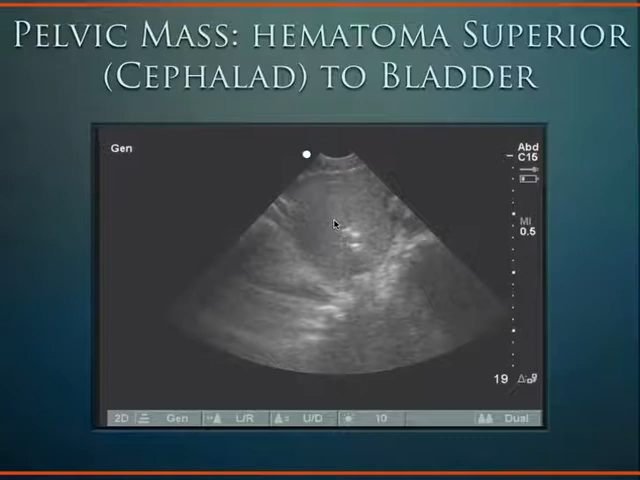 Pelvic Mass: hematoma Superior
(Cephalad) to Bladder
Gen
Abd
C15
MI
0.5
19
2D Gen L/R U/D 10 Dual